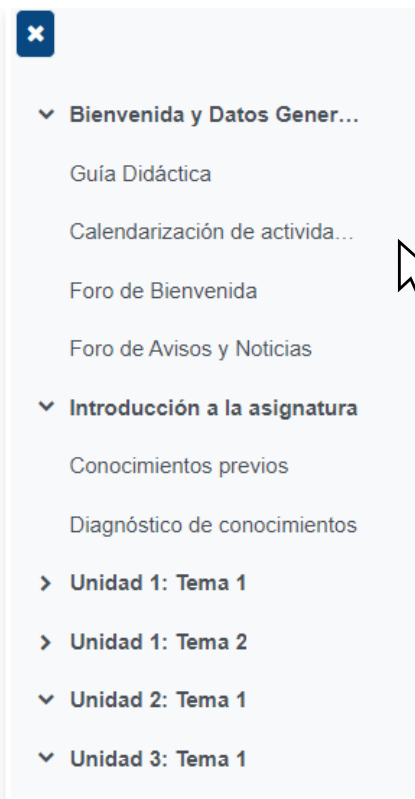 Bienvenida y Datos Gener...
Guía Didáctica
Calendarización de activida...
Foro de Bienvenida
Foro de Avisos y Noticias
Introducción a la asignatura
Conocimientos previos
Diagnóstico de conocimientos
Unidad 1: Tema 1
Unidad 1: Tema 2
Unidad 2: Tema 1
Unidad 3: Tema 1